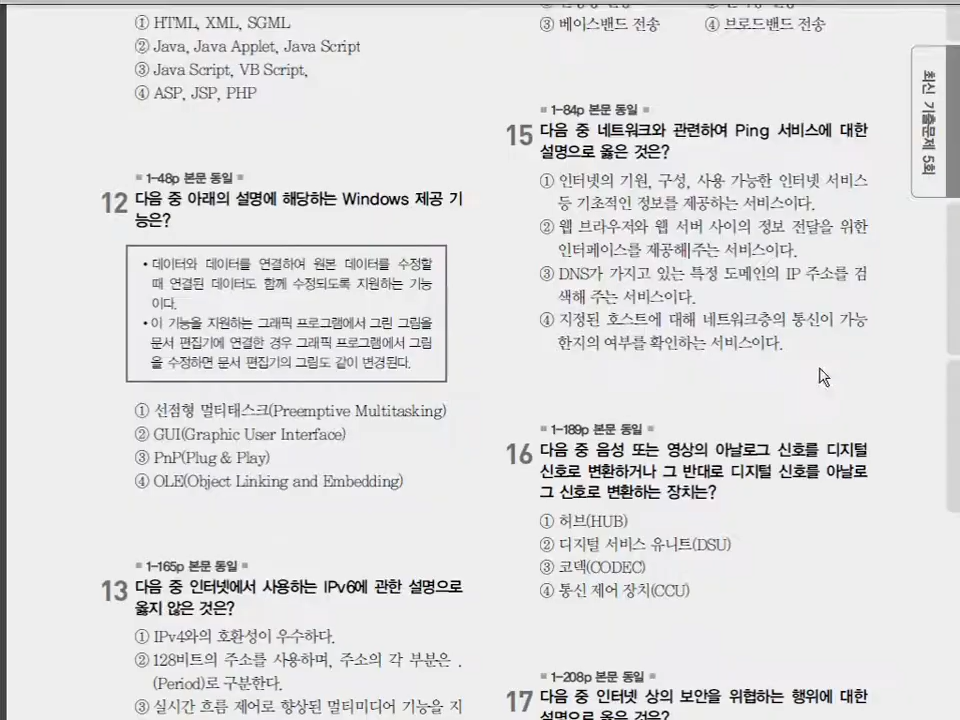 ① HTML, XML, SGML
② Java, Java Applet, Java Script
③ Java Script, VB Script,
④ ASP, JSP, PHP
1-48p 본문 동일
12 다음 중 아래의 설명에 해당하는 Windows 제공 기
능은?
• 데이터와 데이터를 연결하여 원본 데이터를 수정할
때 연결된 데이터도 함께 수정되도록 지원하는 기능
이다.
• 이 기능을 지원하는 그래픽 프로그램에서 그린 그림을
문서 편집기에 연결한 경우 그래픽 프로그램에서 그림
을 수정하면 문서 편집기의 그림도 같이 변경된다.
① 선점형 멀티태스크(Preemptive Multitasking)
② GUI(Graphic User Interface)
③ PnP(Plug & Play)
④ OLE(Object Linking and Embedding)
1-165p 본문 동일
13 다음 중 인터넷에서 사용하는 IPv6에 관한 설명으로
옳지 않은 것은?
① IPv4와의 호환성이 우수하다.
② 128비트의 주소를 사용하며, 주소의 각 부분은 .
(Period)로 구분한다.
③ 실시간 흐름 제어로 향상된 멀티미디어 기능을 지
③ 베이스밴드 전송 ④ 브로드밴드 전송
1-84p 본문 동일
15 다음 중 네트워크와 관련하여 Ping 서비스에 대한
설명으로 옳은 것은?
① 인터넷의 기원, 구성, 사용 가능한 인터넷 서비스
등 기초적인 정보를 제공하는 서비스이다.
② 웹 브라우저와 웹 서버 사이의 정보 전달을 위한
인터페이스를 제공해주는 서비스이다.
③ DNS가 가지고 있는 특정 도메인의 IP 주소를 검
색해 주는 서비스이다.
④ 지정된 호스트에 대해 네트워크층의 통신이 가능
한지의 여부를 확인하는 서비스이다.
1-189p 본문 동일
16 다음 중 음성 또는 영상의 아날로그 신호를 디지털
신호로 변환하거나 그 반대로 디지털 신호를 아날로
그 신호로 변환하는 장치는?
① 허브(HUB)
② 디지털 서비스 유니트(DSU)
③ 코덱(CODEC)
④ 통신 제어 장치(CCU)
1-208p 본문 동일
17 다음 중 인터넷 상의 보안을 위협하는 행위에 대한
설명으로 옳은 것은?
최신 기출문제 5회